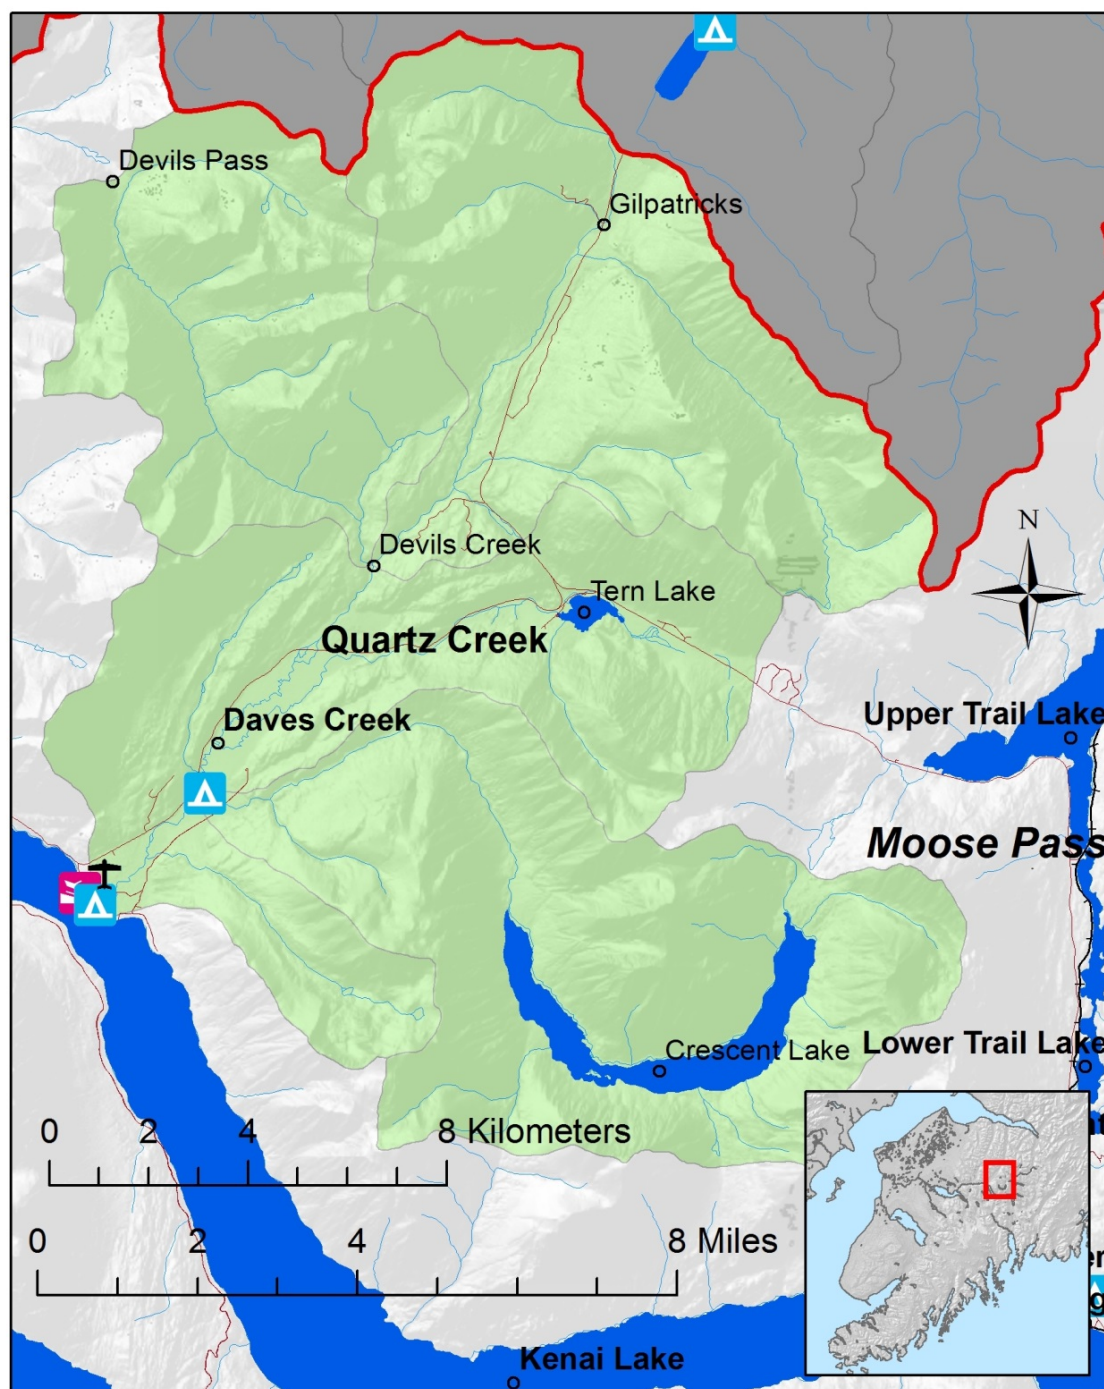 Devils Pass
Gilpatricks
N
Devils Creek
Tern Lake
Quartz Creek
Upper Trail Lake
Daves Creek
Moose Pass
Lower Trail Lake
Crescent Lake
0 2 4 8 Kilometers
0 2 4 8 Miles
Kenai Lake